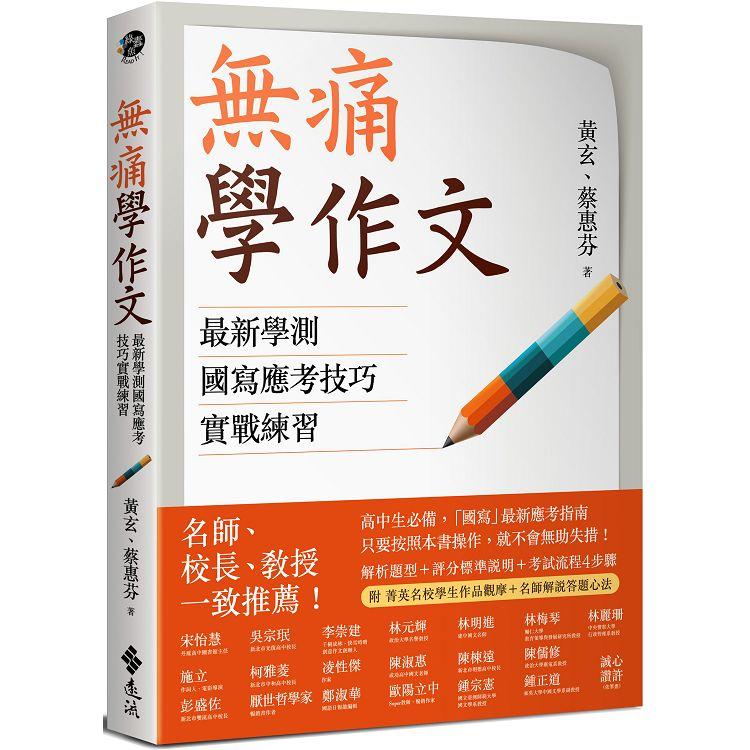 綠蠹魚
READ IT
無痛學作文
最新學測國寫應考
技巧實戰練習
黃玄、蔡惠芬 著
遠流
無痛
學作文
黃玄、蔡惠芬 著
最新學測
國寫應考技巧
實戰練習
名師、
校長、教授
一致推薦！
高中生必備，「國寫」最新應考指南
只要按照本書操作，就不會無助失措！
解析題型＋評分標準說明＋考試流程4步驟
附 菁英名校學生作品觀摩＋名師解說答題心法
宋怡慧
吳宗珉
李崇建
林元輝
林明進
林梅琴
林麗珊
施立
柯雅菱
凌性傑
作家
陳淑惠
陳棟遠
陳儒修
誠心
讚許
彭盛佐
厭世哲學家
鄭淑華
歐陽立中
鍾宗憲
鍾正道